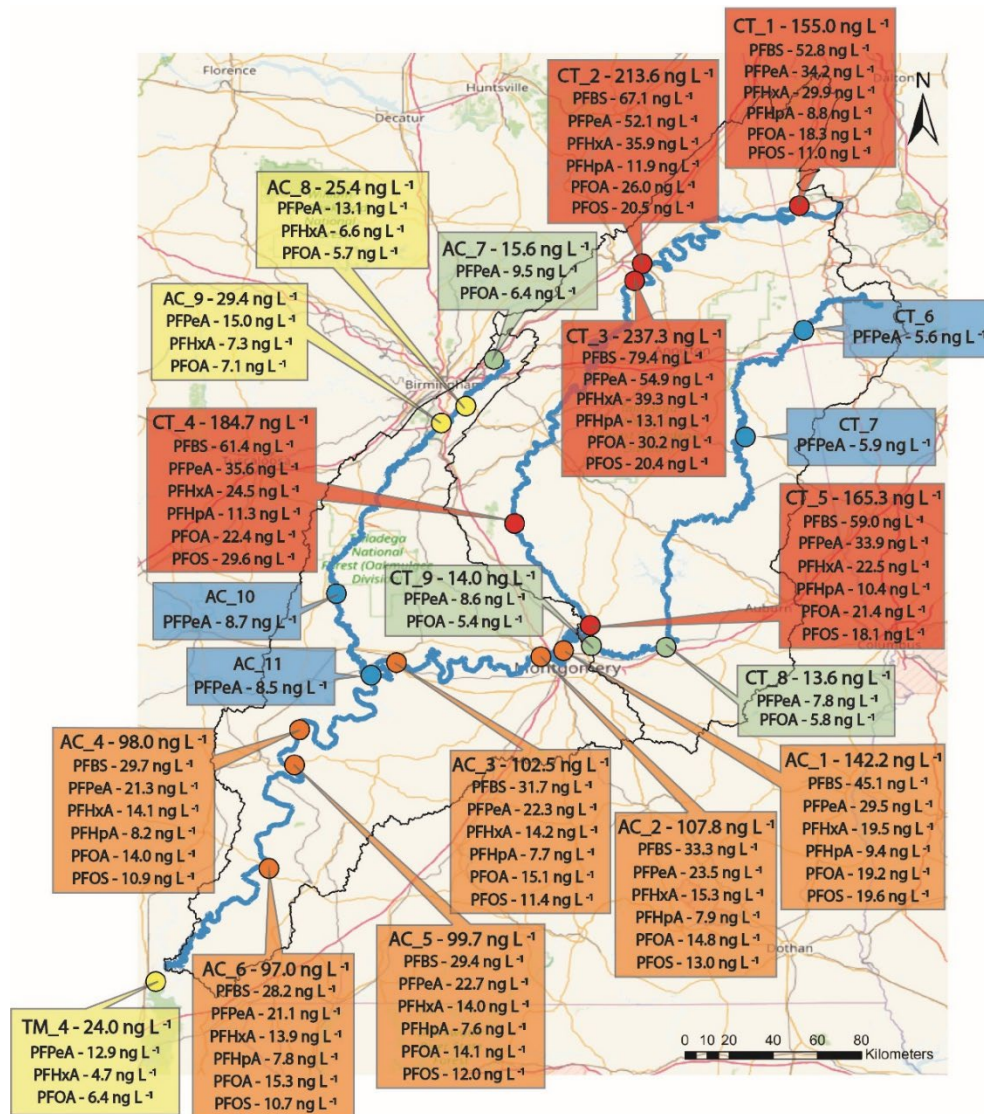 Florence
Huntsville
Decatur
Dalton
N
CT_1 - 155.0 ng L⁻¹
PFBS - 52.8 ng L⁻¹
PFPeA - 34.2 ng L⁻¹
PFHxA - 29.9 ng L⁻¹
PFHpA - 8.8 ng L⁻¹
PFOA - 18.3 ng L⁻¹
PFOS - 11.0 ng L⁻¹
CT_2 - 213.6 ng L⁻¹
PFBS - 67.1 ng L⁻¹
PFPeA - 52.1 ng L⁻¹
PFHxA - 35.9 ng L⁻¹
PFHpA - 11.9 ng L⁻¹
PFOA - 26.0 ng L⁻¹
PFOS - 20.5 ng L⁻¹
AC_8 - 25.4 ng L⁻¹
PFPeA - 13.1 ng L⁻¹
PFHxA - 6.6 ng L⁻¹
PFOA - 5.7 ng L⁻¹
AC_7 - 15.6 ng L⁻¹
PFPeA - 9.5 ng L⁻¹
PFOA - 6.4 ng L⁻¹
AC_9 - 29.4 ng L⁻¹
PFPeA - 15.0 ng L⁻¹
PFHxA - 7.3 ng L⁻¹
PFOA - 7.1 ng L⁻¹
Birmingham
CT_3 - 237.3 ng L⁻¹
PFBS - 79.4 ng L⁻¹
PFPeA - 54.9 ng L⁻¹
PFHxA - 39.3 ng L⁻¹
PFHpA - 13.1 ng L⁻¹
PFOA - 30.2 ng L⁻¹
PFOS - 20.4 ng L⁻¹
CT_6
PFPeA - 5.6 ng L⁻¹
CT_7
PFPeA - 5.9 ng L⁻¹
CT_4 - 184.7 ng L⁻¹
PFBS - 61.4 ng L⁻¹
PFPeA - 35.6 ng L⁻¹
PFHxA - 24.5 ng L⁻¹
PFHpA - 11.3 ng L⁻¹
PFOA - 22.4 ng L⁻¹
PFOS - 29.6 ng L⁻¹
CT_5 - 165.3 ng L⁻¹
PFBS - 59.0 ng L⁻¹
PFPeA - 33.9 ng L⁻¹
PFHxA - 22.5 ng L⁻¹
PFHpA - 10.4 ng L⁻¹
PFOA - 21.4 ng L⁻¹
PFOS - 18.1 ng L⁻¹
National
Forest (Oakmulgee
Division)
CT_9 - 14.0 ng L⁻¹
PFPeA - 8.6 ng L⁻¹
PFOA - 5.4 ng L⁻¹
AC_10
PFPeA - 8.7 ng L⁻¹
Auburn
Columbus
Montgomery
AC_11
PFPeA - 8.5 ng L⁻¹
CT_8 - 13.6 ng L⁻¹
PFPeA - 7.8 ng L⁻¹
PFOA - 5.8 ng L⁻¹
AC_4 - 98.0 ng L⁻¹
PFBS - 29.7 ng L⁻¹
PFPeA - 21.3 ng L⁻¹
PFHxA - 14.1 ng L⁻¹
PFHpA - 8.2 ng L⁻¹
PFOA - 14.0 ng L⁻¹
PFOS - 10.9 ng L⁻¹
AC_3 - 102.5 ng L⁻¹
PFBS - 31.7 ng L⁻¹
PFPeA - 22.3 ng L⁻¹
PFHxA - 14.2 ng L⁻¹
PFHpA - 7.7 ng L⁻¹
PFOA - 15.1 ng L⁻¹
PFOS - 11.4 ng L⁻¹
AC_1 - 142.2 ng L⁻¹
PFBS - 45.1 ng L⁻¹
PFPeA - 29.5 ng L⁻¹
PFHxA - 19.5 ng L⁻¹
PFHpA - 9.4 ng L⁻¹
PFOA - 19.2 ng L⁻¹
PFOS - 19.6 ng L⁻¹
AC_2 - 107.8 ng L⁻¹
PFBS - 33.3 ng L⁻¹
PFPeA - 23.5 ng L⁻¹
PFHxA - 15.3 ng L⁻¹
PFHpA - 7.9 ng L⁻¹
PFOA - 14.8 ng L⁻¹
PFOS - 13.0 ng L⁻¹
Dothan
AC_5 - 99.7 ng L⁻¹
PFBS - 29.4 ng L⁻¹
PFPeA - 22.7 ng L⁻¹
PFHxA - 14.0 ng L⁻¹
PFHpA - 7.6 ng L⁻¹
PFOA - 14.1 ng L⁻¹
PFOS - 12.0 ng L⁻¹
AC_6 - 97.0 ng L⁻¹
PFBS - 28.2 ng L⁻¹
PFPeA - 21.1 ng L⁻¹
PFHxA - 13.9 ng L⁻¹
PFHpA - 7.8 ng L⁻¹
PFOA - 15.3 ng L⁻¹
PFOS - 10.7 ng L⁻¹
TM_4 - 24.0 ng L⁻¹
PFPeA - 12.9 ng L⁻¹
PFHxA - 4.7 ng L⁻¹
PFOA - 6.4 ng L⁻¹
0 10 20 40 60 80
Kilometers